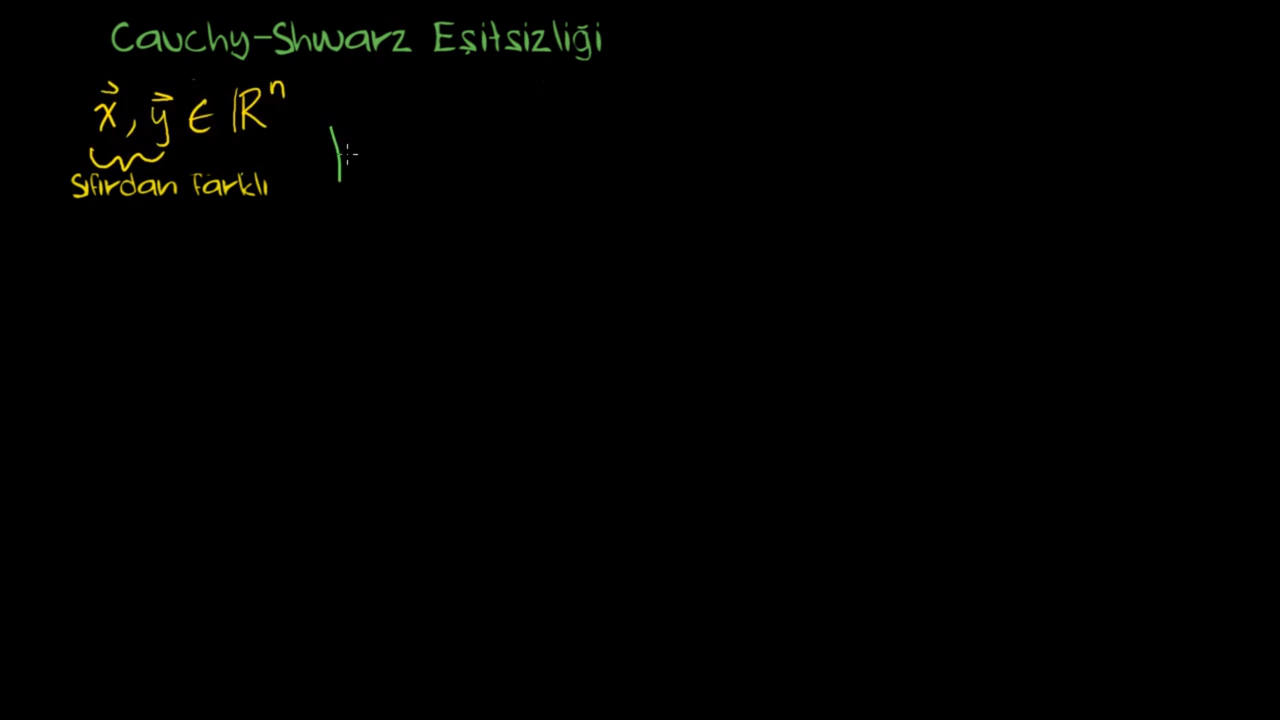 Cauchy-Shwarz Eşitsizliği
x⃗, y⃗ ∈ ℝⁿ
Sıfırdan farklı